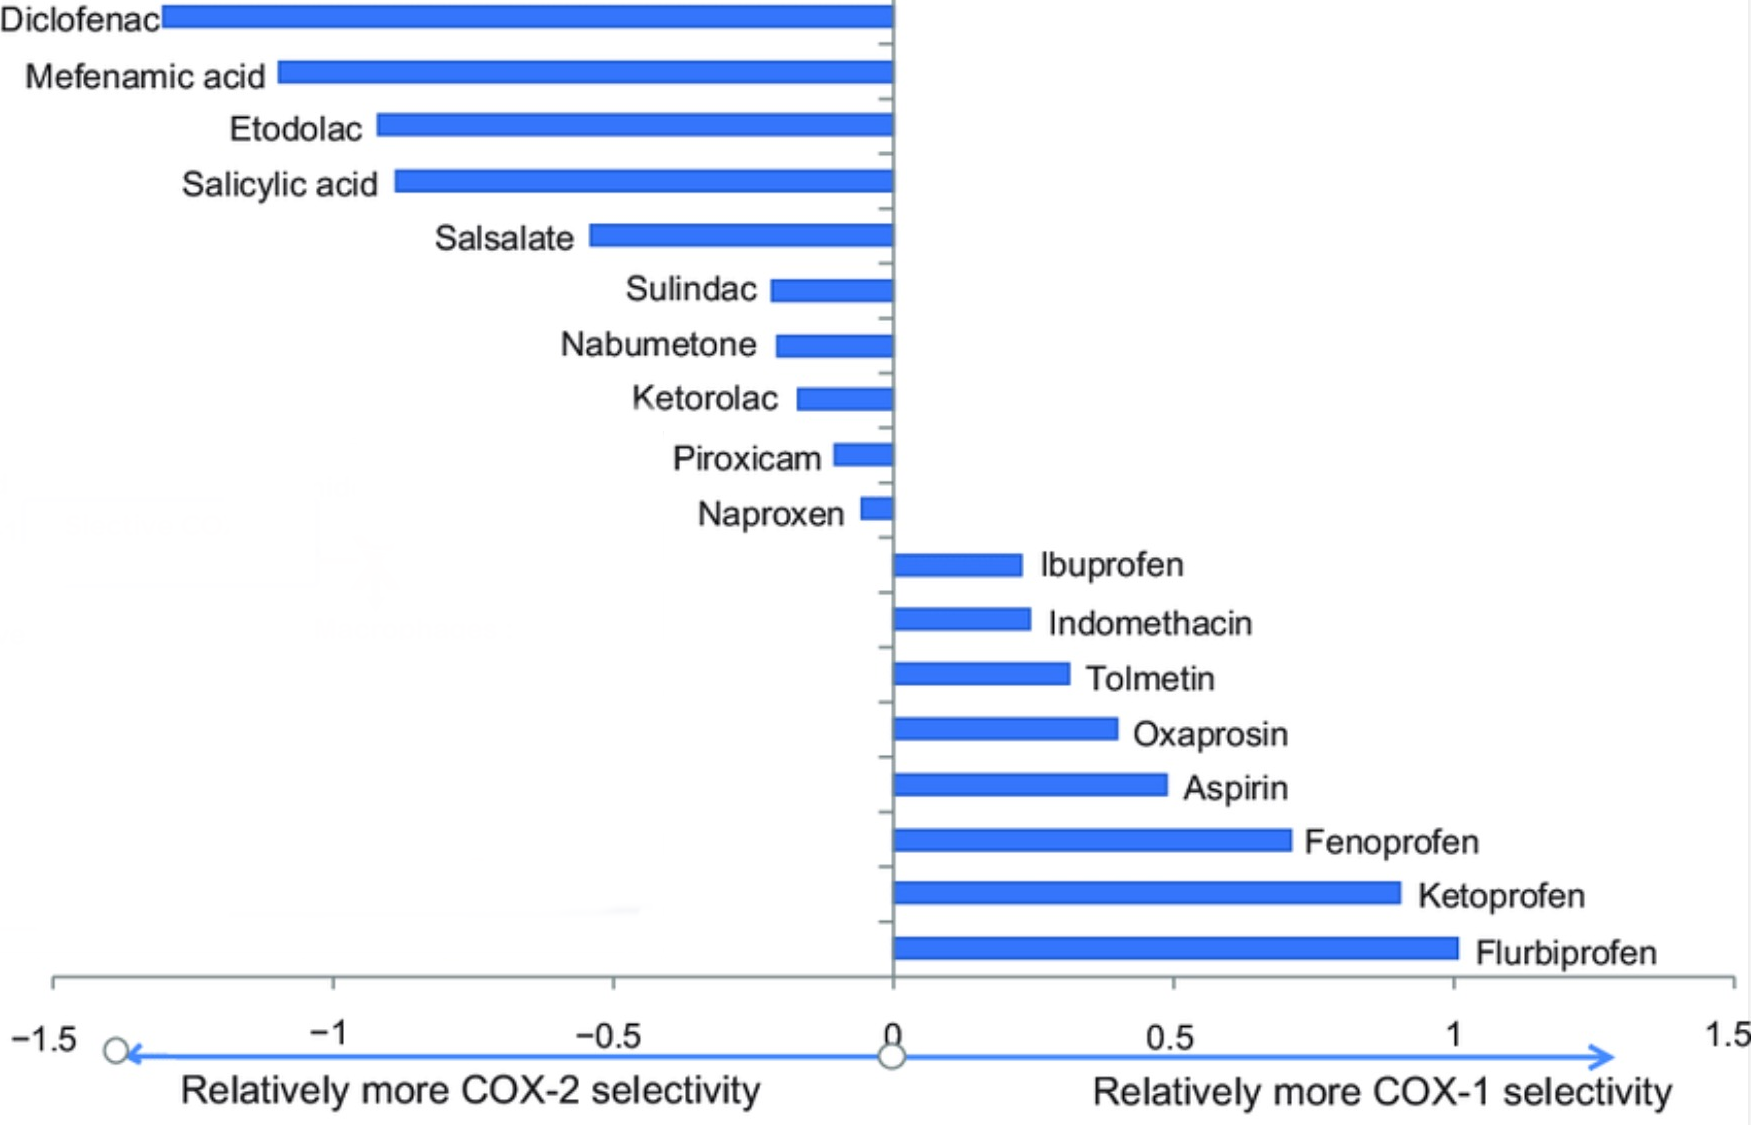 Diclofenac
Mefenamic acid
Etodolac
Salicylic acid
Salsalate
Sulindac
Nabumetone
Ketorolac
Piroxicam
Naproxen
Ibuprofen
Indomethacin
Tolmetin
Oxaprosin
Aspirin
Fenoprofen
Ketoprofen
Flurbiprofen
−1.5 −1 −0.5 0 0.5 1 1.5
Relatively more COX-2 selectivity Relatively more COX-1 selectivity